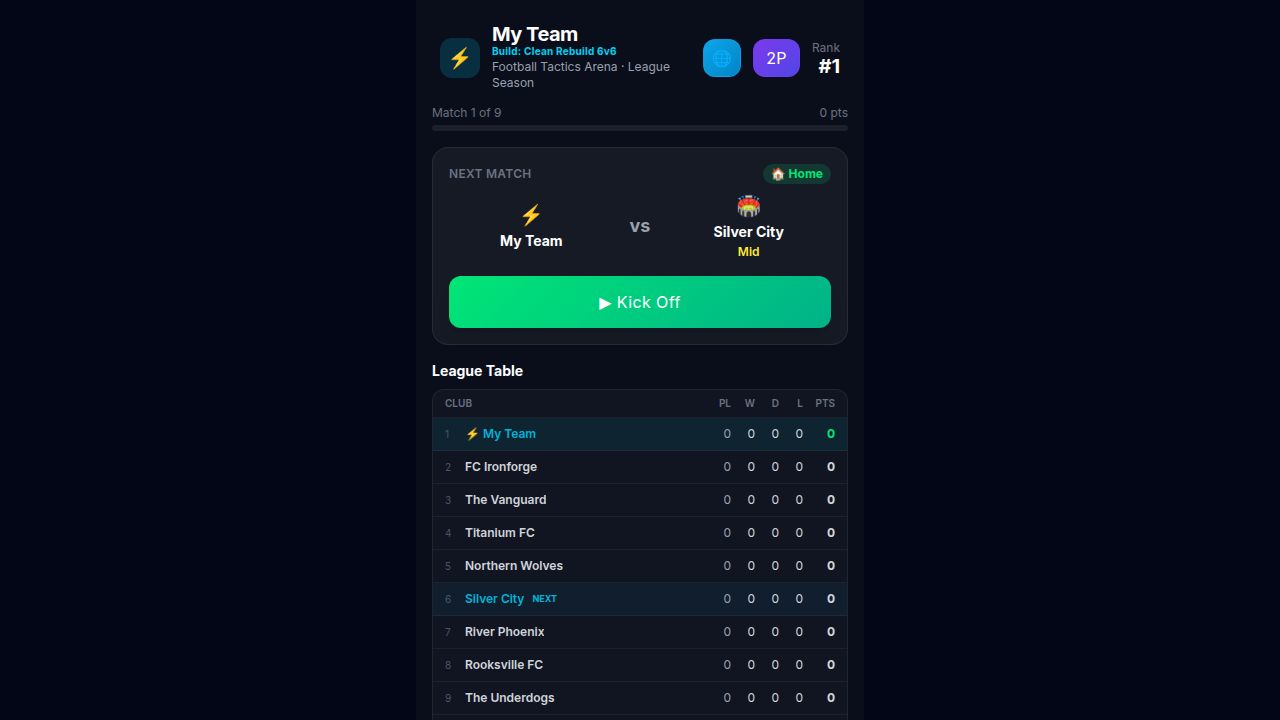 My Team
Build: Clean Rebuild 6v6
Football Tactics Arena · League
Season
2P
Rank
#1
Match 1 of 9
0 pts
NEXT MATCH
Home
My Team
vs
Silver City
Mid
▶ Kick Off
League Table
CLUB PL W D L PTS
1 My Team 0 0 0 0 0
2 FC Ironforge 0 0 0 0 0
3 The Vanguard 0 0 0 0 0
4 Titanium FC 0 0 0 0 0
5 Northern Wolves 0 0 0 0 0
6 Silver City NEXT 0 0 0 0 0
7 River Phoenix 0 0 0 0 0
8 Rooksville FC 0 0 0 0 0
9 The Underdogs 0 0 0 0 0